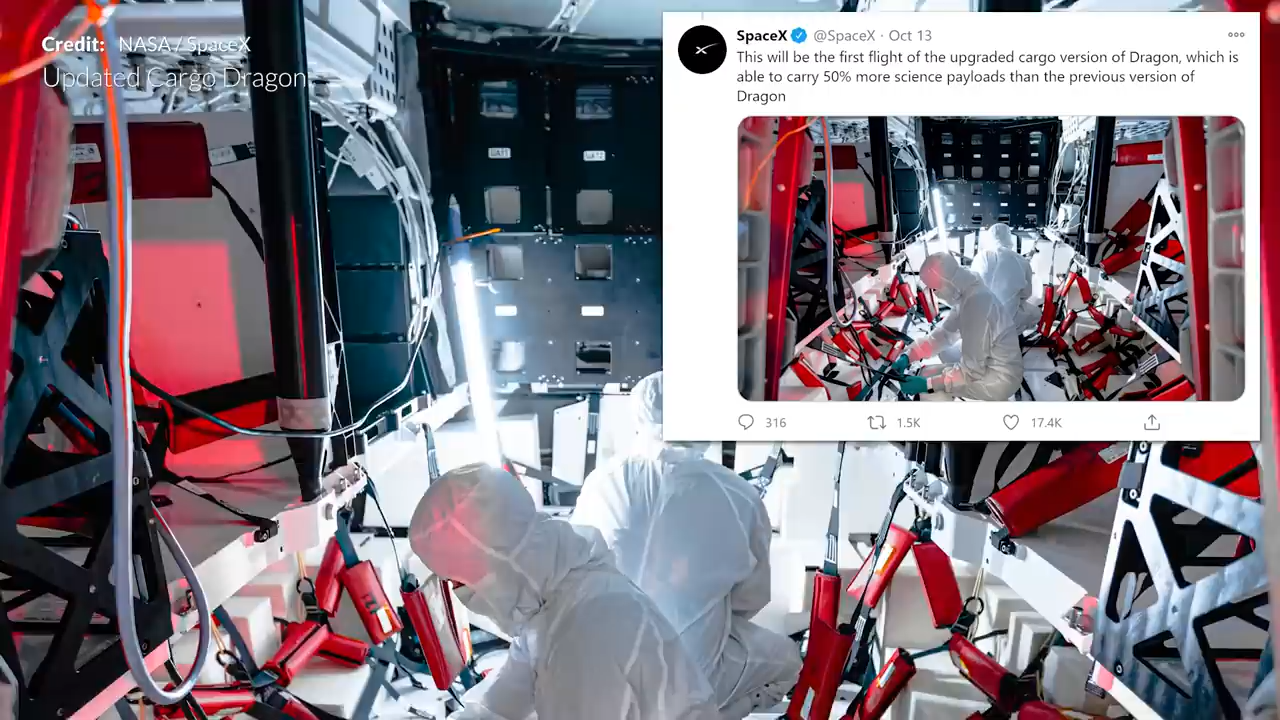 Credit: NASA / SpaceX
Updated Cargo Dragon
SpaceX @SpaceX · Oct 13
This will be the first flight of the upgraded cargo version of Dragon, which is
able to carry 50% more science payloads than the previous version of
Dragon
316 1.5K 17.4K